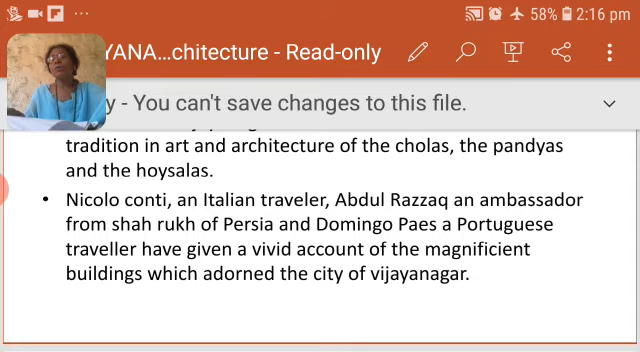 58% 2:16 pm
YANA...chitecture - Read-only
y - You can't save changes to this file.
tradition in art and architecture of the cholas, the pandyas
and the hoysalas.
• Nicolo conti, an Italian traveler, Abdul Razzaq an ambassador
from shah rukh of Persia and Domingo Paes a Portuguese
traveller have given a vivid account of the magnificient
buildings which adorned the city of vijayanagar.